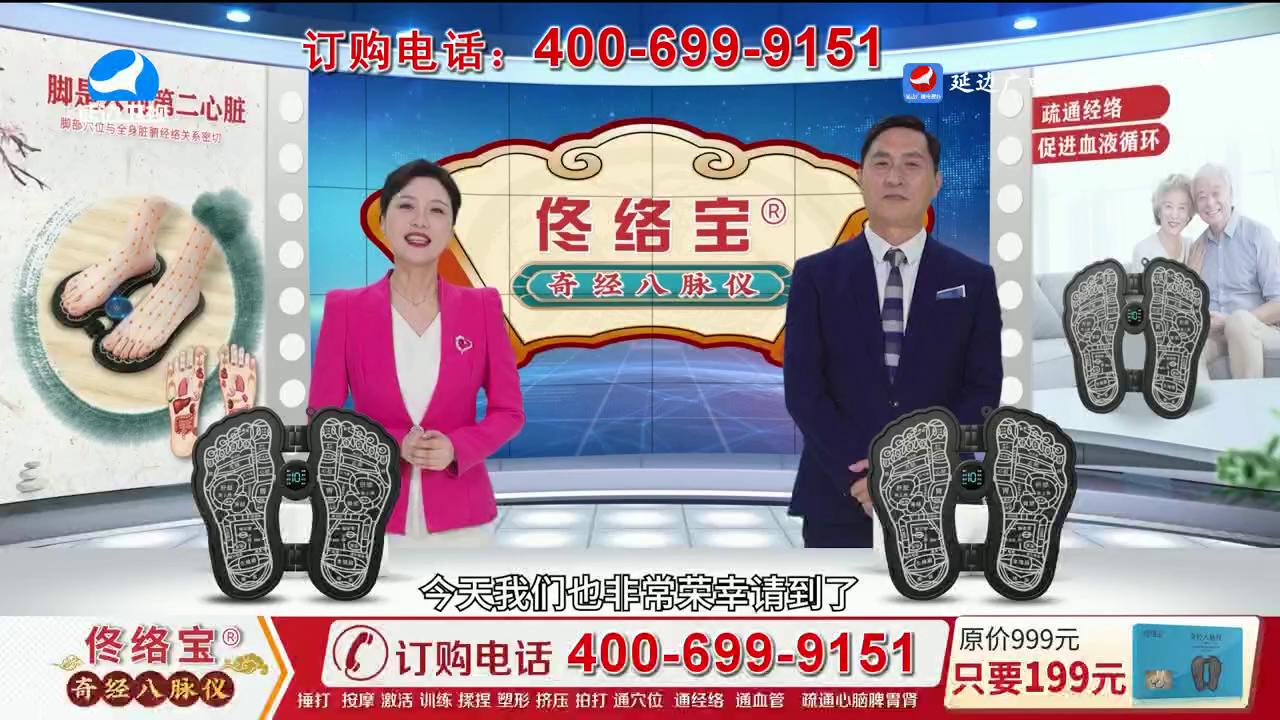 订购电话：400-699-9151
延边广
脚是人的第二心脏
脚部穴位与全身脏腑经络关系密切
疏通经络
促进血液循环
佟络宝®
奇经八脉仪
今天我们也非常荣幸请到了
佟络宝®
奇经八脉仪
订购电话 400-699-9151
捶打 按摩 激活 训练 揉捏 塑形 挤压 拍打 通穴位 通经络 通血管 疏通心脑脾胃肾
原价999元
只要199元